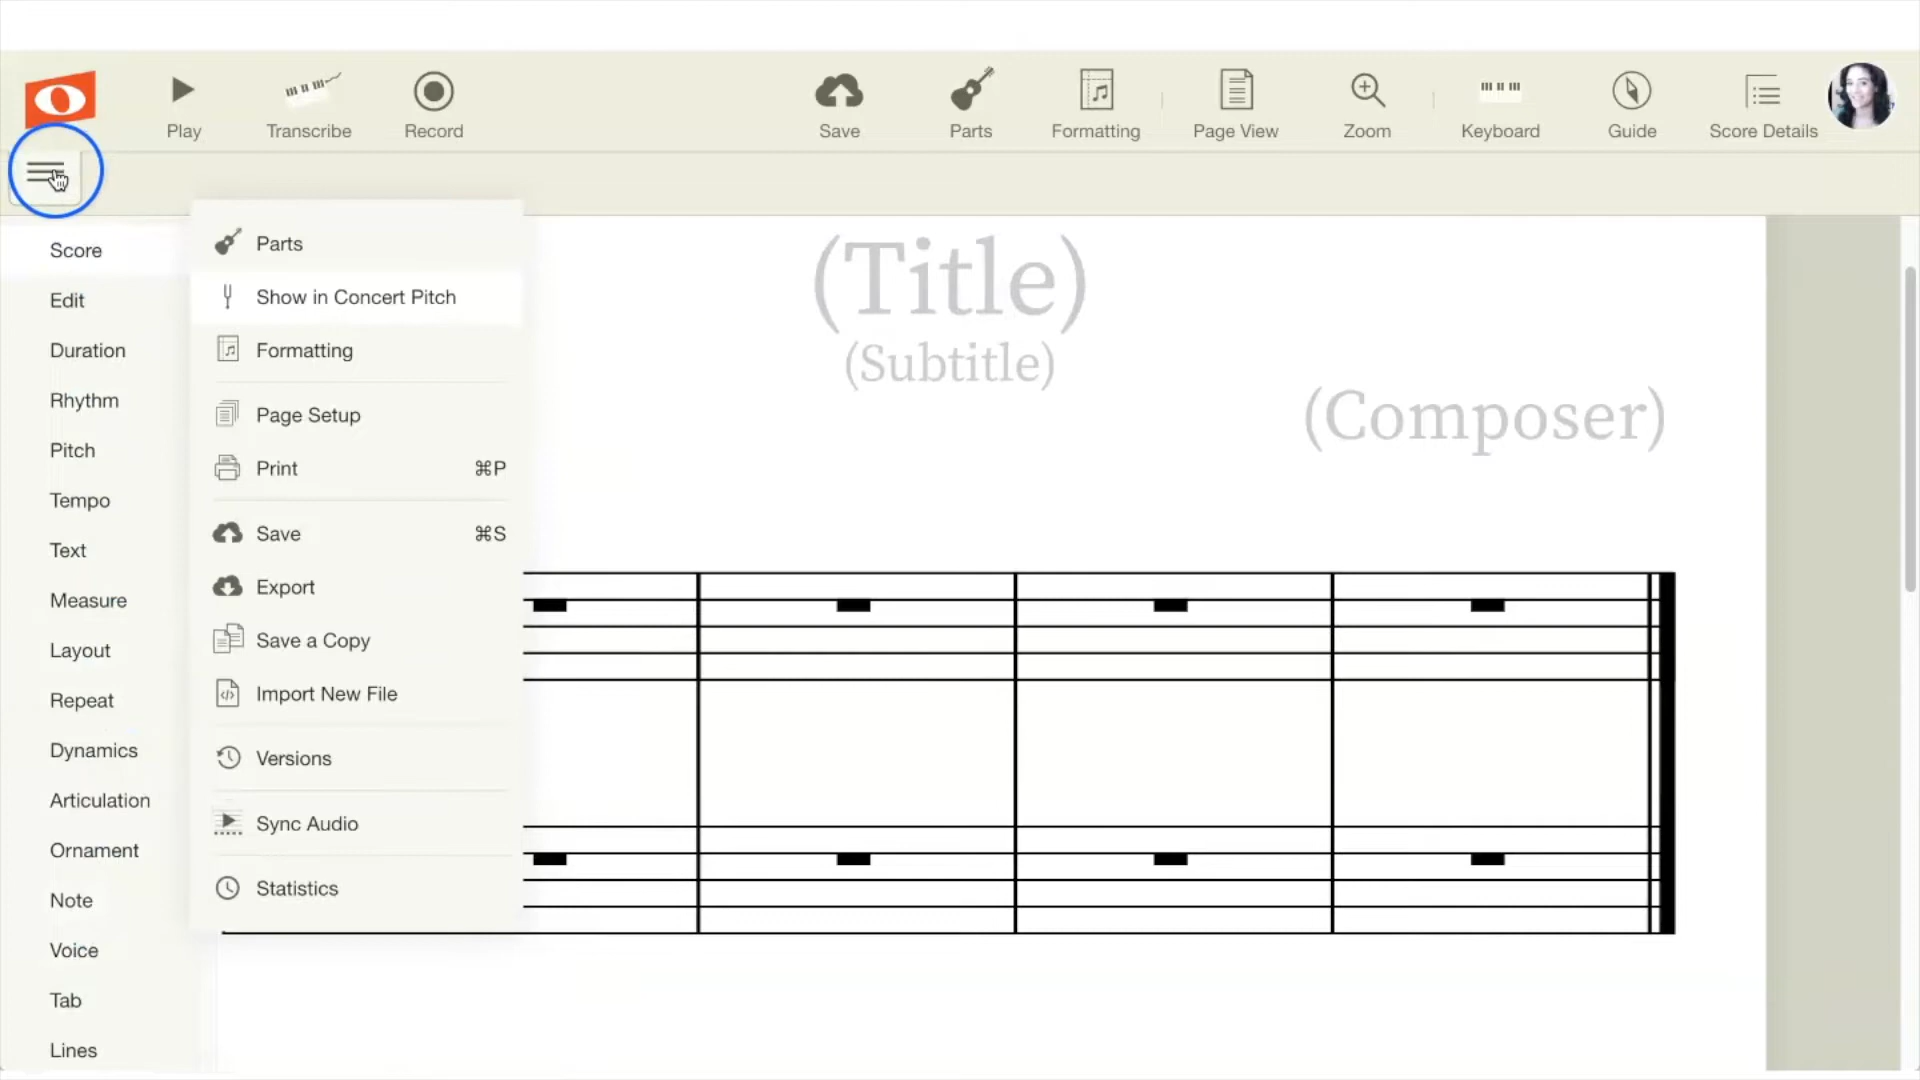 Play
Transcribe
Record
Save
Parts
Formatting
Page View
Zoom
Keyboard
Guide
Score Details
Score
Edit
Duration
Rhythm
Pitch
Tempo
Text
Measure
Layout
Repeat
Dynamics
Articulation
Ornament
Note
Voice
Tab
Lines
Parts
Show in Concert Pitch
Formatting
Page Setup
Print ⌘P
Save ⌘S
Export
Save a Copy
Import New File
Versions
Sync Audio
Statistics
(Title)
(Subtitle)
(Composer)